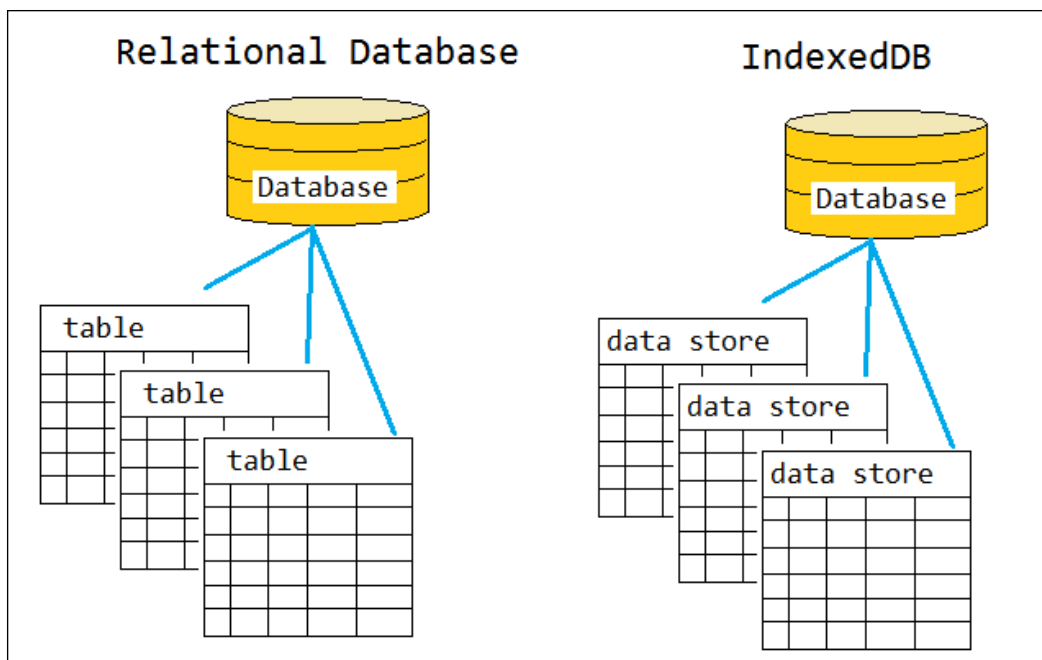 Relational Database
Database
table
table
table
IndexedDB
Database
data store
data store
data store